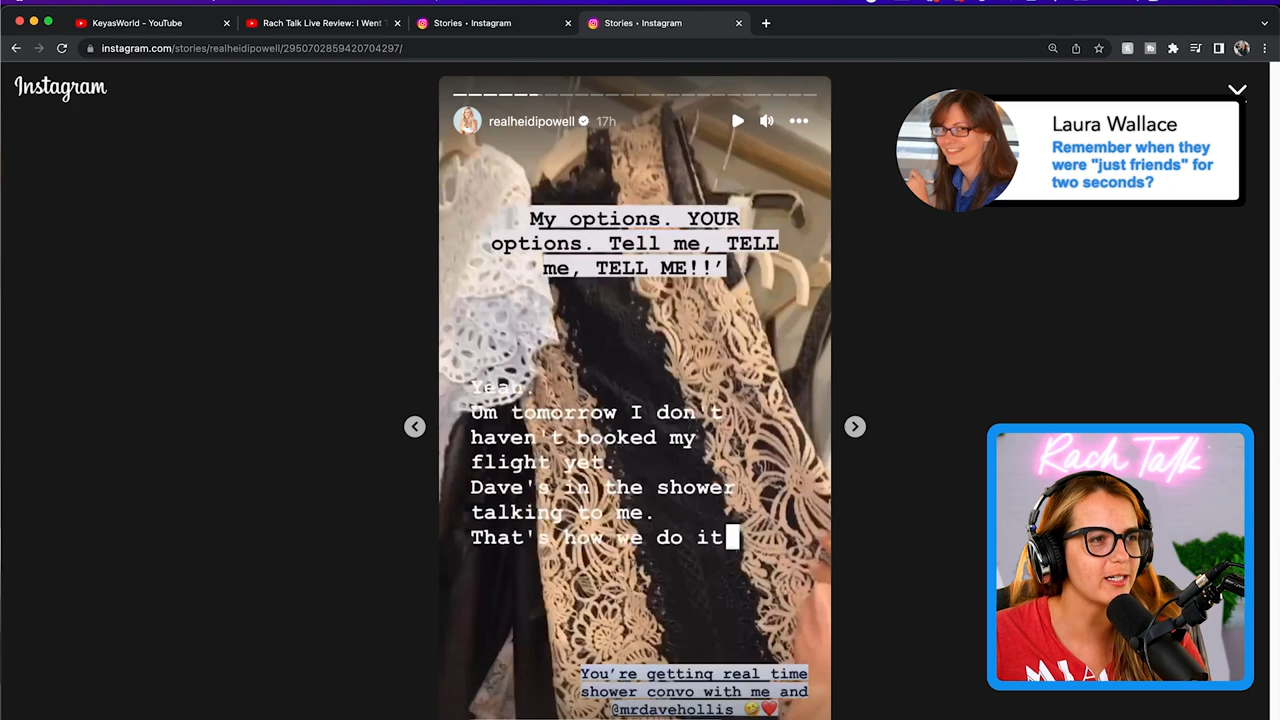 KeyasWorld - YouTube
Rach Talk Live Review: I Went
Stories • Instagram
Stories • Instagram
instagram.com/stories/realheidipowell/2950702859420704297/
Instagram
realheidipowell 17h
My options. YOUR
options. Tell me, TELL
me, TELL ME!!’
Yeah.
Um tomorrow I don't
haven't booked my
flight yet.
Dave's in the shower
talking to me.
That's how we do it
You’re getting real time
shower convo with me and
@mrdavehollis 🤣❤️
Laura Wallace
Remember when they
were "just friends" for
two seconds?
Rach Talk